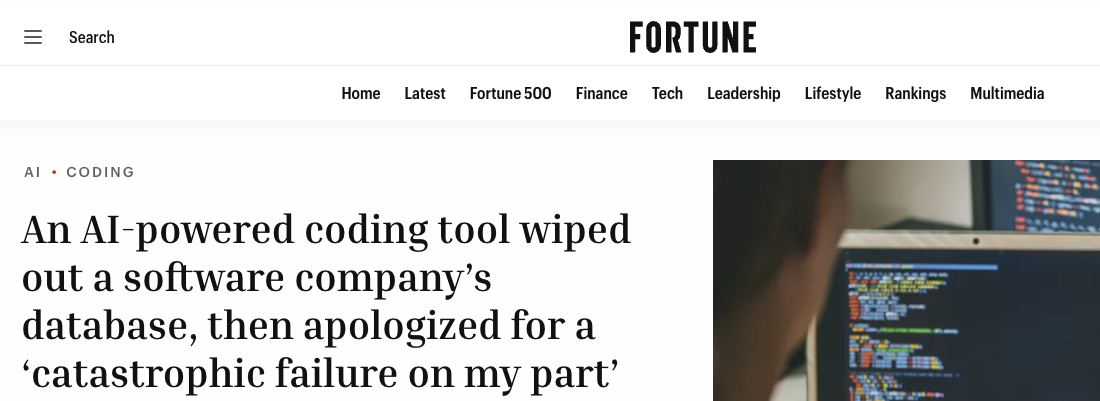 Search
FORTUNE
Home Latest Fortune 500 Finance Tech Leadership Lifestyle Rankings Multimedia
AI • CODING
An AI-powered coding tool wiped
out a software company’s
database, then apologized for a
‘catastrophic failure on my part’